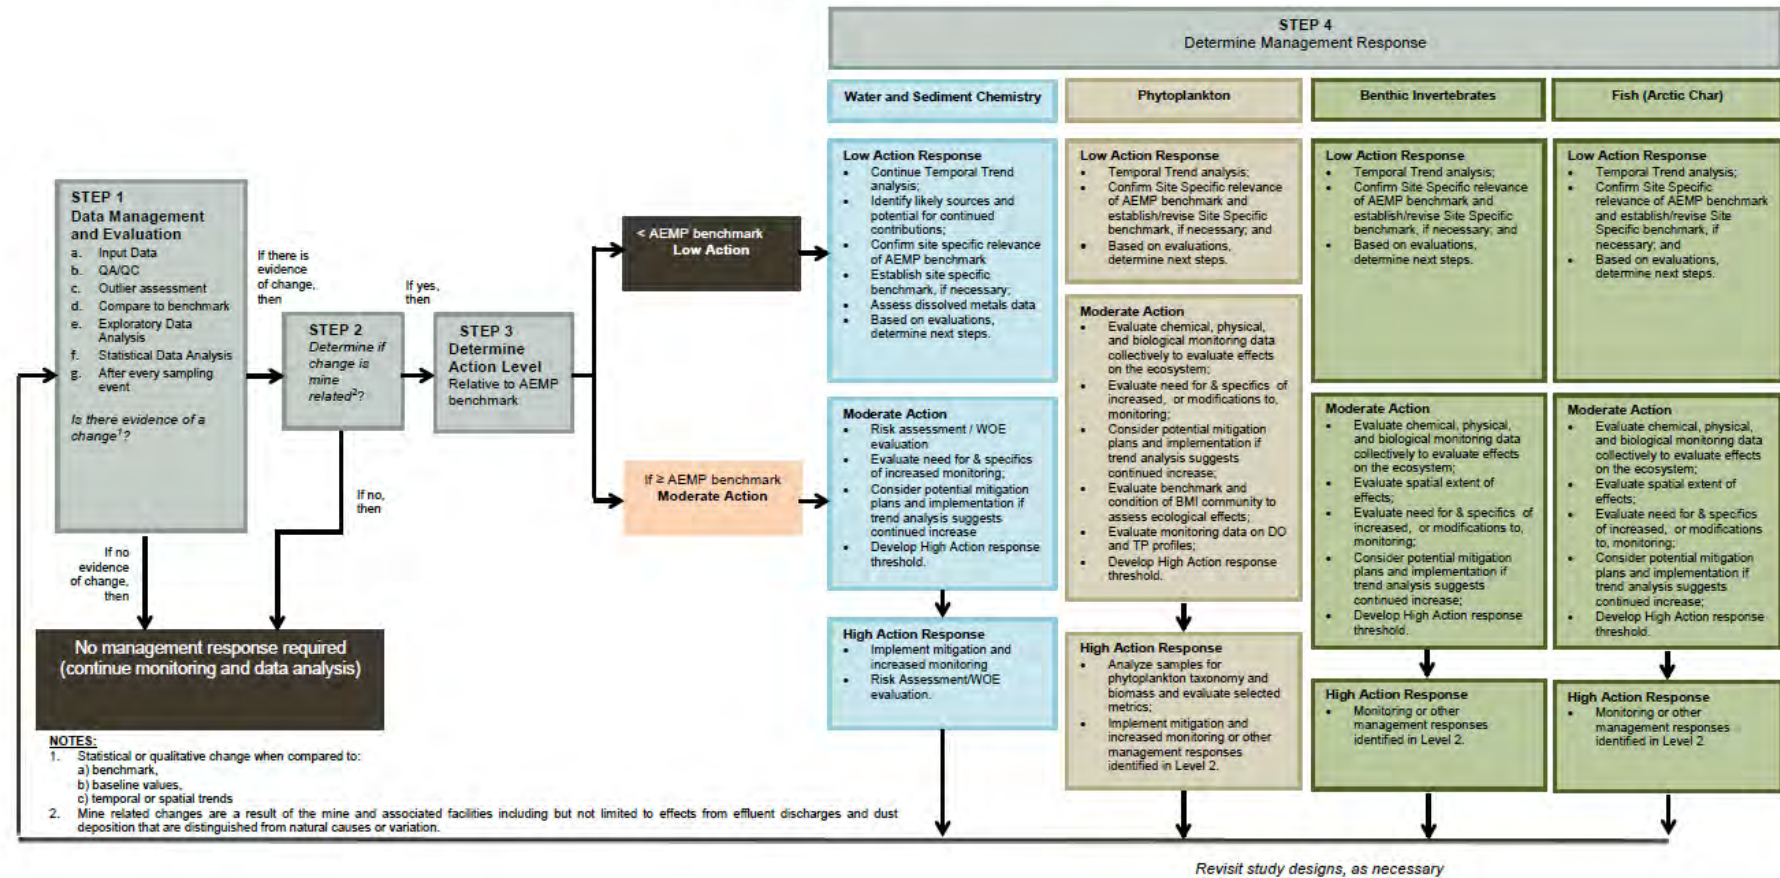 STEP 4
Determine Management Response
Water and Sediment Chemistry
Phytoplankton
Benthic Invertebrates
Fish (Arctic Char)
STEP 1
Data Management
and Evaluation
a. Input Data
b. QA/QC
c. Outlier assessment
d. Compare to benchmark
e. Exploratory Data
Analysis
f. Statistical Data Analysis
g. After every sampling
event
Is there evidence of a
change1?
If there is
evidence
of change,
then
STEP 2
Determine if
change is
mine
related2?
If yes,
then
STEP 3
Determine
Action Level
Relative to AEMP
benchmark
If no,
then
If no
evidence
of change,
then
No management response required
(continue monitoring and data analysis)
< AEMP benchmark
Low Action
If ≥ AEMP benchmark
Moderate Action
Low Action Response
• Continue Temporal Trend
analysis;
• Identify likely sources and
potential for continued
contributions;
• Confirm site specific relevance
of AEMP benchmark
• Establish site specific
benchmark, if necessary;
• Assess dissolved metals data
• Based on evaluations,
determine next steps.
Moderate Action
• Risk assessment / WOE
evaluation
• Evaluate need for & specifics
of increased monitoring;
• Consider potential mitigation
plans and implementation if
trend analysis suggests
continued increase
• Develop High Action response
threshold.
High Action Response
• Implement mitigation and
increased monitoring
• Risk Assessment/WOE
evaluation.
Low Action Response
• Temporal Trend analysis;
• Confirm Site Specific relevance
of AEMP benchmark and
establish/revise Site Specific
benchmark, if necessary; and
• Based on evaluations,
determine next steps.
Moderate Action
• Evaluate chemical, physical,
and biological monitoring data
collectively to evaluate effects
on the ecosystem;
• Evaluate need for & specifics of
increased, or modifications to,
monitoring;
• Consider potential mitigation
plans and implementation if
trend analysis suggests
continued increase;
• Evaluate benchmark and
condition of BMI community to
assess ecological effects;
• Evaluate monitoring data on DO
and TP profiles;
• Develop High Action response
threshold.
High Action Response
• Analyze samples for
phytoplankton taxonomy and
biomass and evaluate selected
metrics;
• Implement mitigation and
increased monitoring or other
management responses
identified in Level 2.
Low Action Response
• Temporal Trend analysis;
• Confirm Site Specific relevance
of AEMP benchmark and
establish/revise Site Specific
benchmark, if necessary; and
• Based on evaluations,
determine next steps.
Moderate Action
• Evaluate chemical, physical,
and biological monitoring data
collectively to evaluate effects
on the ecosystem;
• Evaluate spatial extent of
effects;
• Evaluate need for & specifics of
increased, or modifications to,
monitoring;
• Consider potential mitigation
plans and implementation if
trend analysis suggests
continued increase;
• Develop High Action response
threshold.
High Action Response
• Monitoring or other
management responses
identified in Level 2.
Low Action Response
• Temporal Trend analysis;
• Confirm Site Specific
relevance of AEMP benchmark
and establish/revise Site
Specific benchmark, if
necessary; and
• Based on evaluations,
determine next steps.
Moderate Action
• Evaluate chemical, physical,
and biological monitoring data
collectively to evaluate effects
on the ecosystem;
• Evaluate spatial extent of
effects;
• Evaluate need for & specifics
of increased, or modifications
to, monitoring;
• Consider potential mitigation
plans and implementation if
trend analysis suggests
continued increase;
• Develop High Action response
threshold.
High Action Response
• Monitoring or other
management responses
identified in Level 2.
NOTES:
1. Statistical or qualitative change when compared to:
a) benchmark,
b) baseline values,
c) temporal or spatial trends
2. Mine related changes are a result of the mine and associated facilities including but not limited to effects from effluent discharges and dust
deposition that are distinguished from natural causes or variation.
Revisit study designs, as necessary